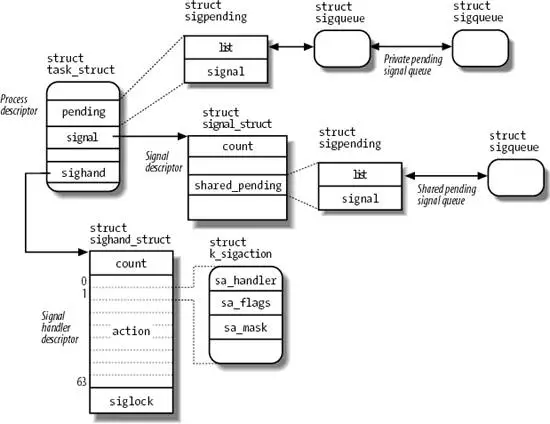 struct
sigpending
struct
sigqueue
struct
sigqueue
struct
task_struct
list
signal
Private pending
signal queue
Process
descriptor
pending
signal
sighand
struct
signal_struct
count
shared_pending
Signal
descriptor
struct
sigpending
list
signal
struct
sigqueue
Shared pending
signal queue
struct
sighand_struct
count
0
1
action
63
siglock
Signal
handler
descriptor
struct
k_sigaction
sa_handler
sa_flags
sa_mask